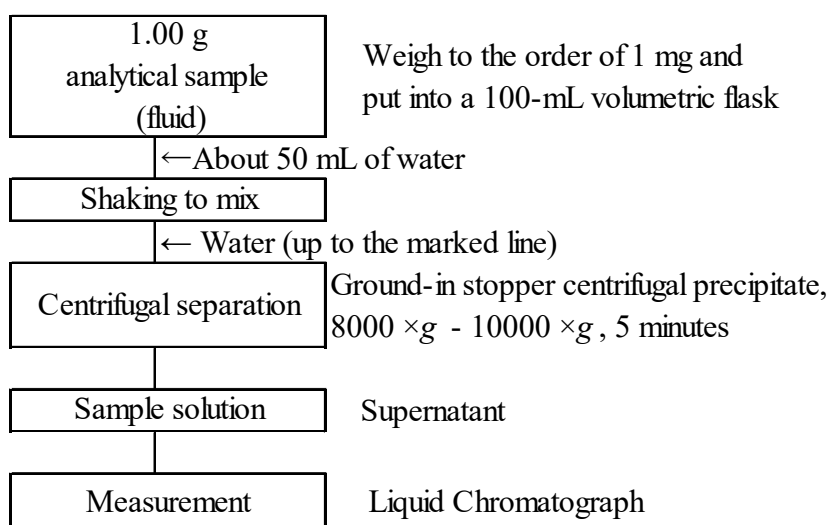 1.00 g
analytical sample
(fluid)
Weigh to the order of 1 mg and
put into a 100-mL volumetric flask
←About 50 mL of water
Shaking to mix
← Water (up to the marked line)
Centrifugal separation
Ground-in stopper centrifugal precipitate,
8000 ×g - 10000 ×g , 5 minutes
Sample solution
Supernatant
Measurement
Liquid Chromatograph